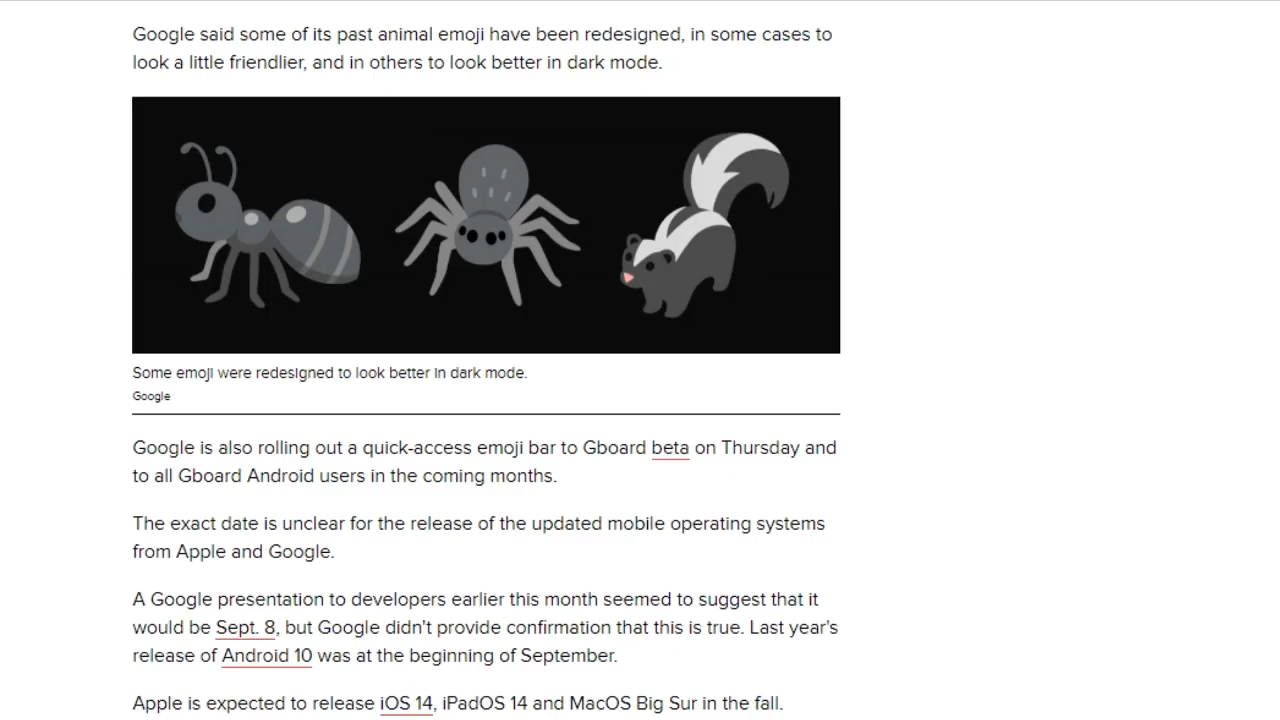 Google said some of its past animal emoji have been redesigned, in some cases to
look a little friendlier, and in others to look better in dark mode.
Some emoji were redesigned to look better in dark mode.
Google
Google is also rolling out a quick-access emoji bar to Gboard beta on Thursday and
to all Gboard Android users in the coming months.
The exact date is unclear for the release of the updated mobile operating systems
from Apple and Google.
A Google presentation to developers earlier this month seemed to suggest that it
would be Sept. 8, but Google didn't provide confirmation that this is true. Last year's
release of Android 10 was at the beginning of September.
Apple is expected to release iOS 14, iPadOS 14 and MacOS Big Sur in the fall.